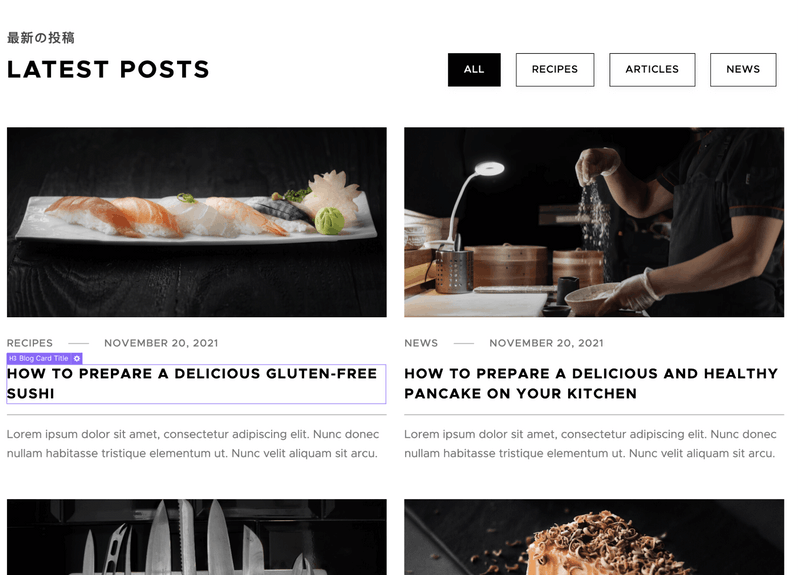 最新の投稿
LATEST POSTS
ALL
RECIPES
ARTICLES
NEWS
RECIPES
NOVEMBER 20, 2021
H3 Blog Card Title
HOW TO PREPARE A DELICIOUS GLUTEN-FREE
SUSHI
Lorem ipsum dolor sit amet, consectetur adipiscing elit. Nunc donec
nullam habitasse tristique elementum ut. Nunc velit aliquam sit arcu.
NEWS
NOVEMBER 20, 2021
HOW TO PREPARE A DELICIOUS AND HEALTHY
PANCAKE ON YOUR KITCHEN
Lorem ipsum dolor sit amet, consectetur adipiscing elit. Nunc donec
nullam habitasse tristique elementum ut. Nunc velit aliquam sit arcu.